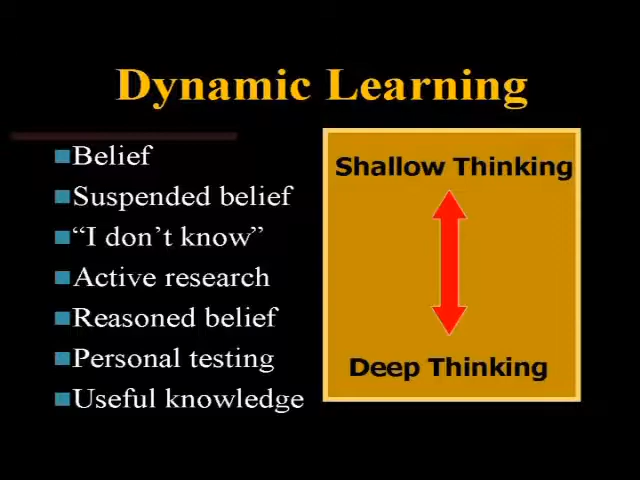 Dynamic Learning
Belief
Suspended belief
“I don’t know”
Active research
Reasoned belief
Personal testing
Useful knowledge
Shallow Thinking
Deep Thinking